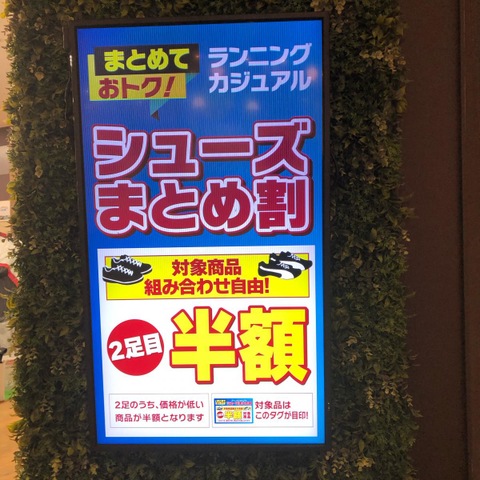 まとめて
おトク!
ランニング
カジュアル
シューズ
まとめ割
対象商品
組み合わせ自由!
2足目
半額
2足のうち、価格が低い
商品が半額となります
半額
対象品は
このタグが目印!